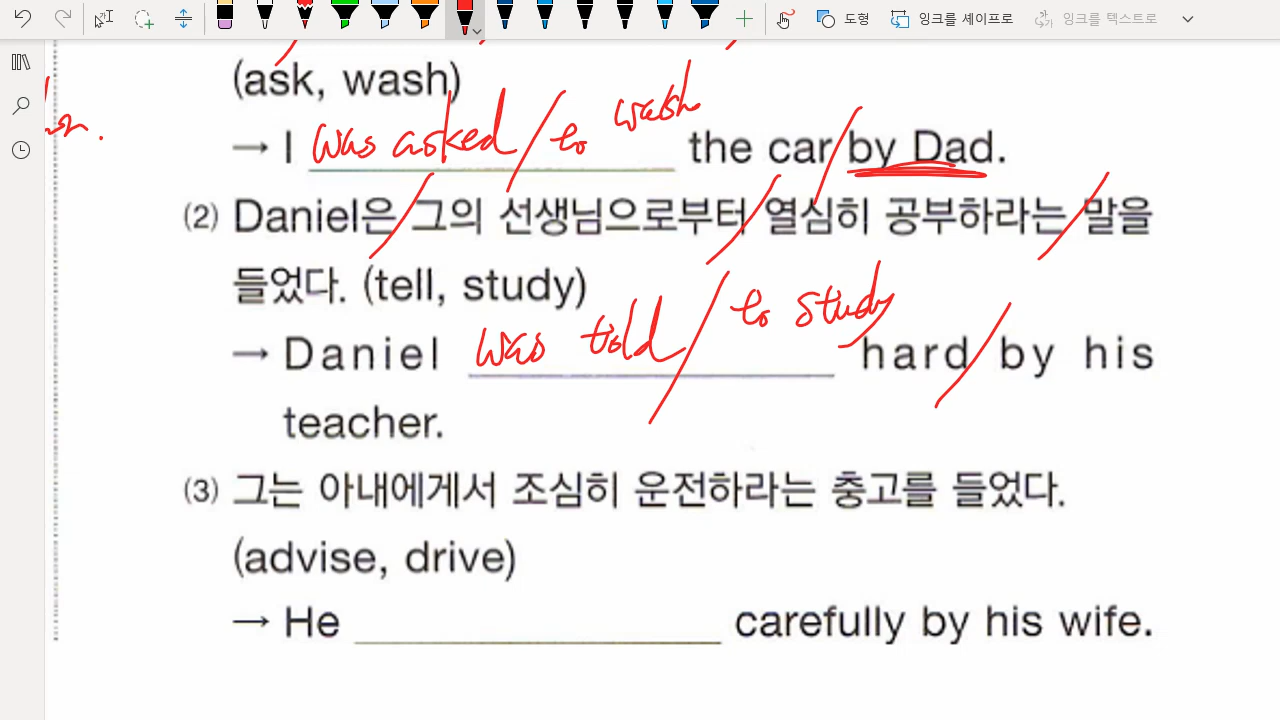 도형 잉크를 셰이프로 잉크를 텍스트로
(ask, wash)
→ I was asked / to wash the car / by Dad.
(2) Daniel은 / 그의 선생님으로부터 / 열심히 공부하라는 / 말을
들었다. (tell, study)
→ Daniel was told / to study hard / by his
teacher.
(3) 그는 아내에게서 조심히 운전하라는 충고를 들었다.
(advise, drive)
→ He ____________ carefully by his wife.